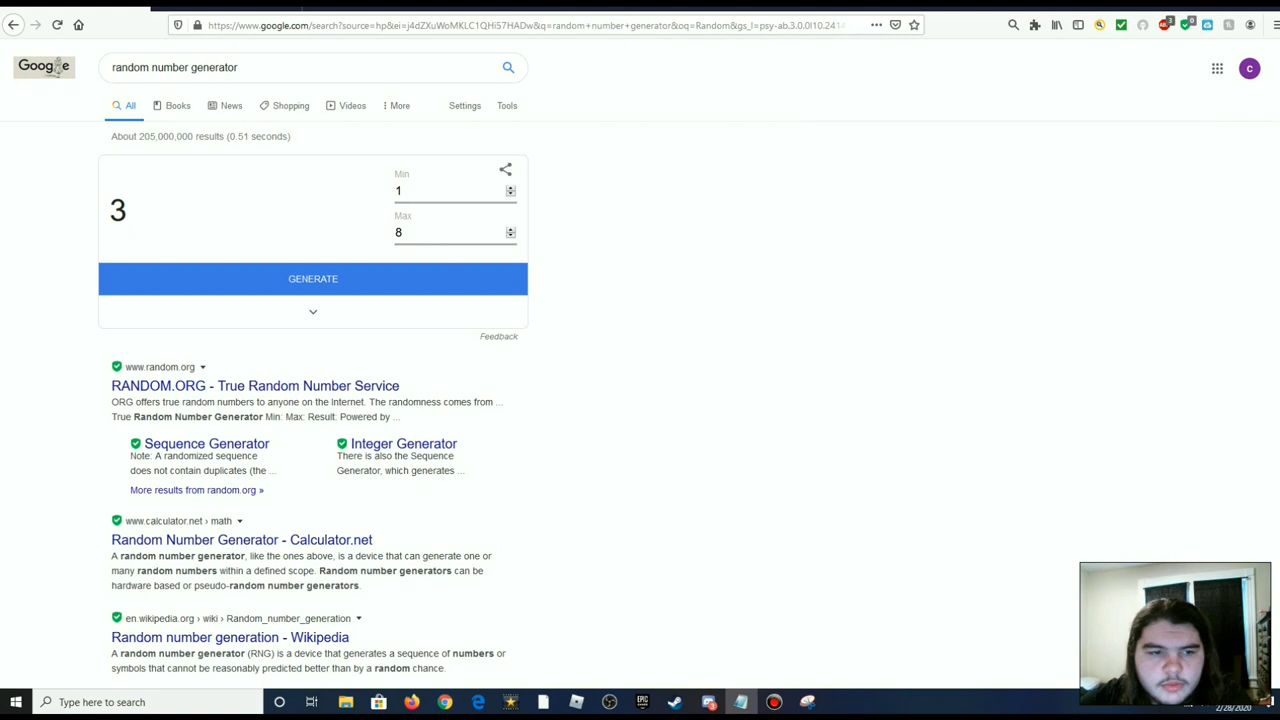 https://www.google.com/search?source=hp&ei=j4dZXuWoMKLC1QHi57HADw&q=random+number+generator&oq=Random&gs_l=psy-ab.3.0.0l10.2414
3
0
Google
random number generator
C
All
Books
News
Shopping
Videos
More
Settings
Tools
About 205,000,000 results (0.51 seconds)
3
Min
1
Max
8
GENERATE
Feedback
www.random.org
RANDOM.ORG - True Random Number Service
ORG offers true random numbers to anyone on the Internet. The randomness comes from ...
True Random Number Generator Min: Max: Result: Powered by ...
Sequence Generator
Note: A randomized sequence
does not contain duplicates (the ...
Integer Generator
There is also the Sequence
Generator, which generates ...
More results from random.org »
www.calculator.net › math
Random Number Generator - Calculator.net
A random number generator, like the ones above, is a device that can generate one or
many random numbers within a defined scope. Random number generators can be
hardware based or pseudo-random number generators.
en.wikipedia.org › wiki › Random_number_generation
Random number generation - Wikipedia
A random number generator (RNG) is a device that generates a sequence of numbers or
symbols that cannot be reasonably predicted better than by a random chance.
Type here to search
EPIC
2/28/2020